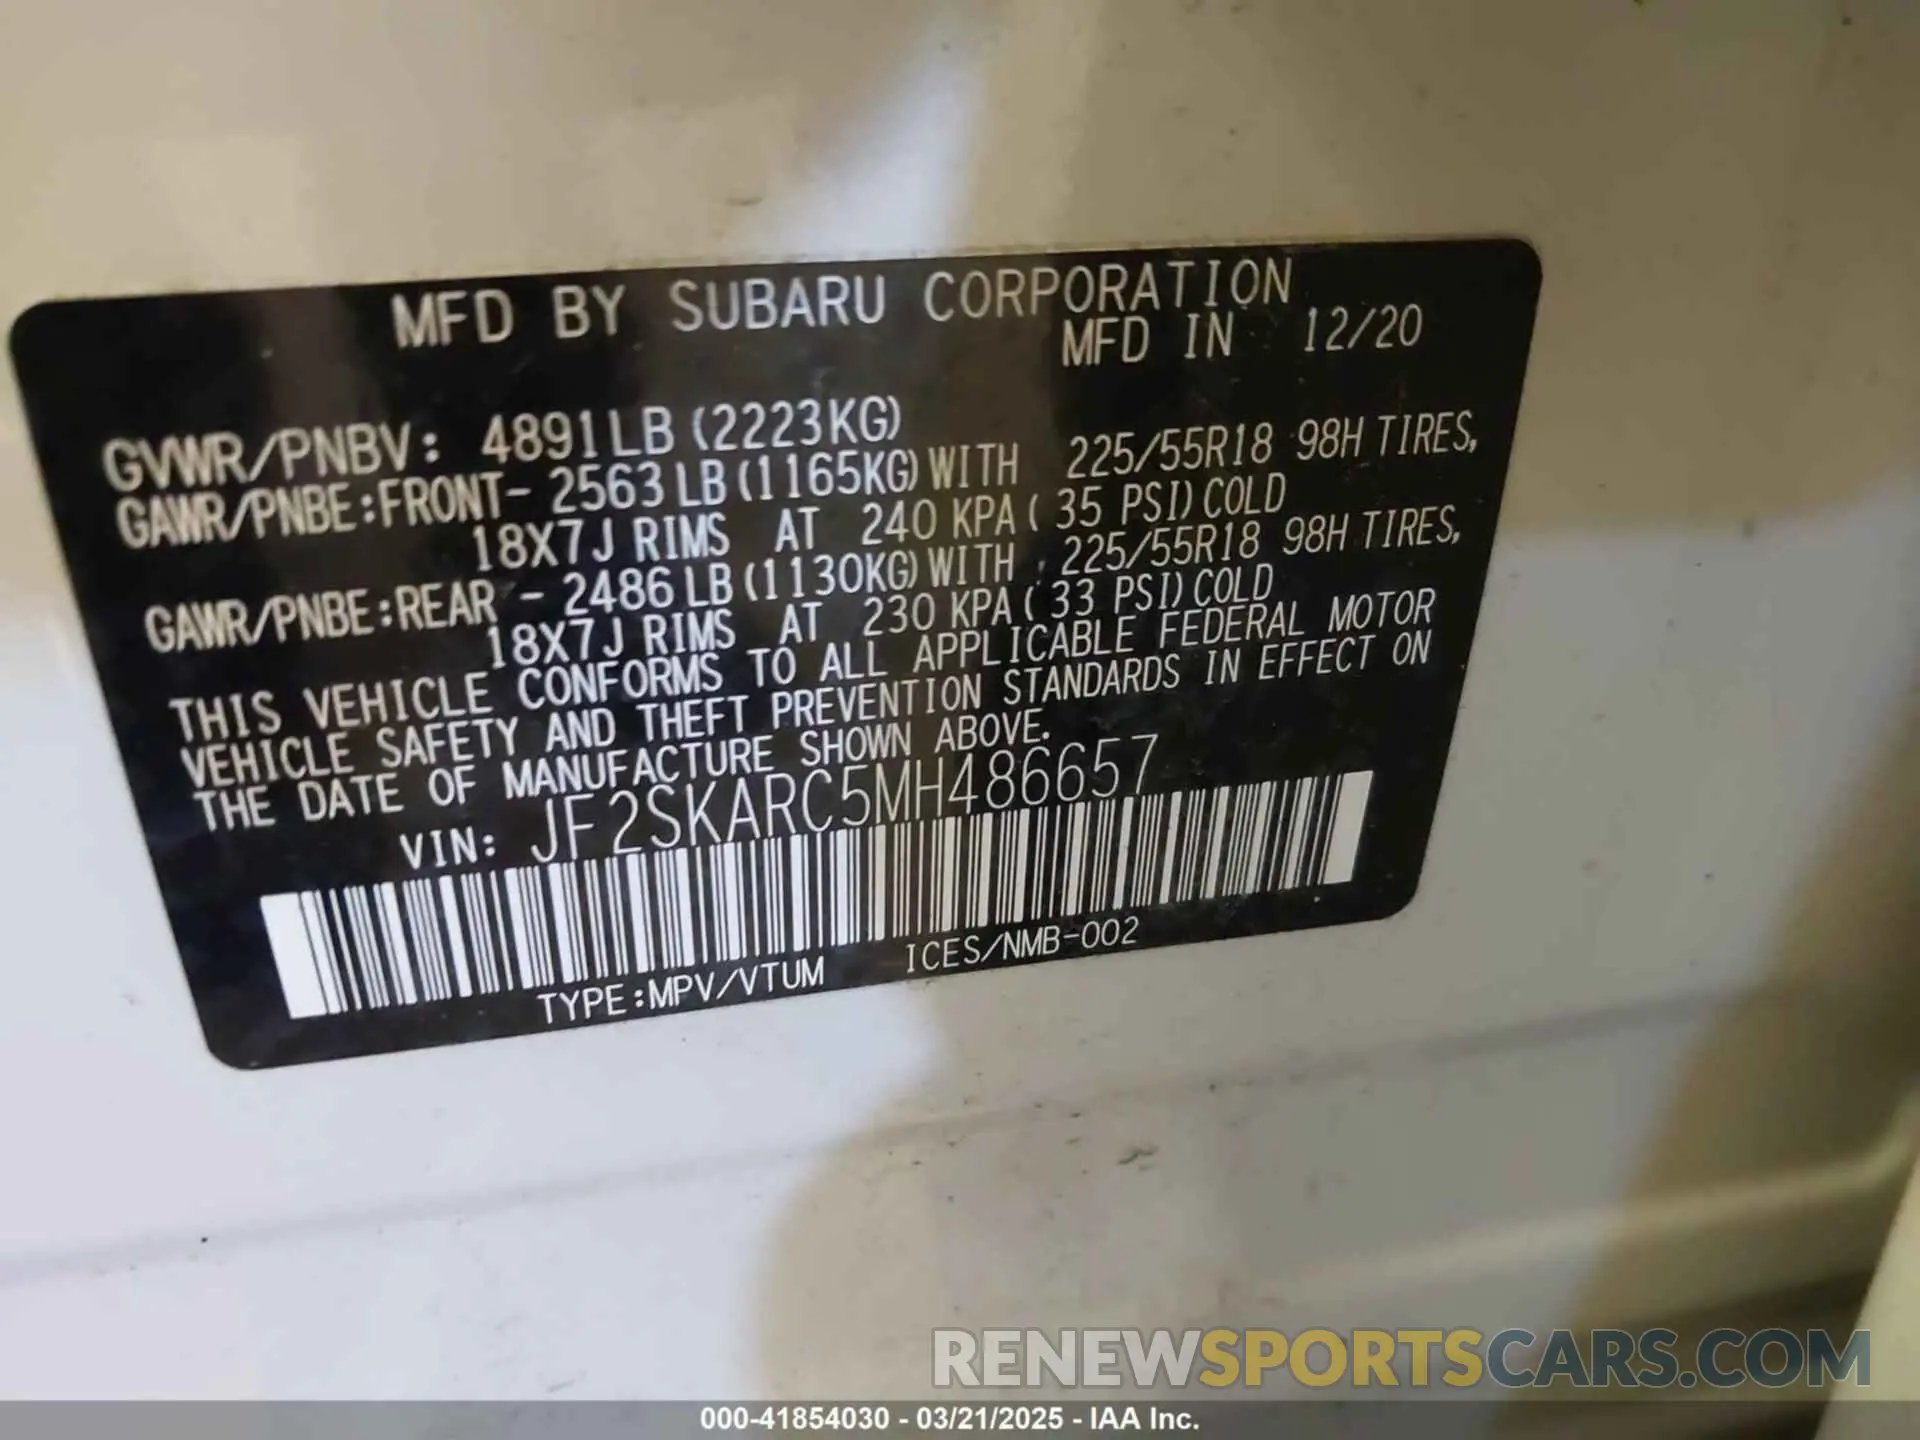 MFD BY SUBARU CORPORATION
MFD IN 12/20
GVWR/PNBV: 4891LB (2223KG)
GAWR/PNBE:FRONT- 2563LB(1165KG)WITH 225/55R18 98H TIRES,
18X7J RIMS AT 240 KPA( 35 PSI)COLD
GAWR/PNBE:REAR - 2486LB(1130KG)WITH 225/55R18 98H TIRES,
18X7J RIMS AT 230 KPA( 33 PSI)COLD
THIS VEHICLE CONFORMS TO ALL APPLICABLE FEDERAL MOTOR
VEHICLE SAFETY AND THEFT PREVENTION STANDARDS IN EFFECT ON
THE DATE OF MANUFACTURE SHOWN ABOVE.
VIN: JF2SKARC5MH486657
TYPE:MPV/VTUM ICES/NMB-002
RENEWSPORTSCARS.COM
000-41854030 - 03/21/2025 - IAA Inc.